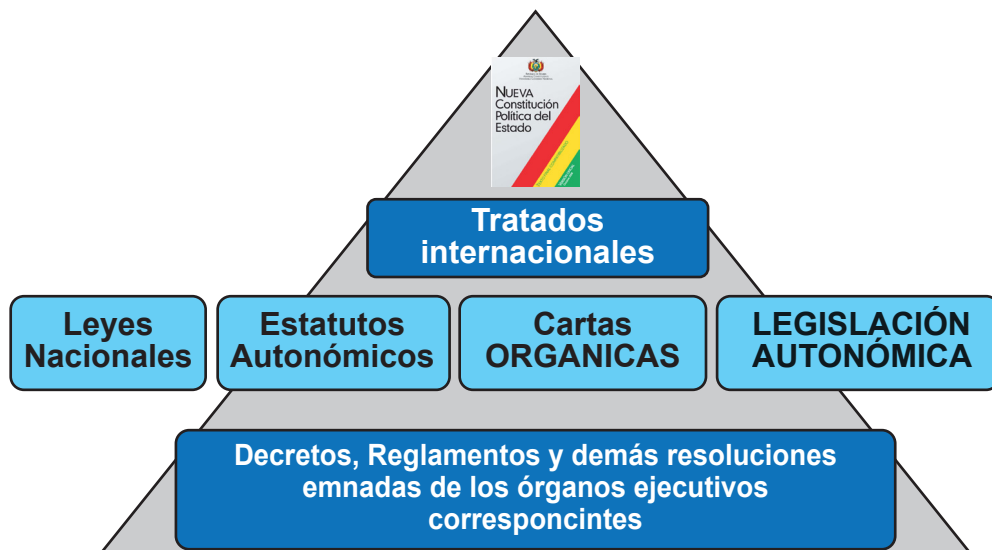 NUEVA
Constitución
Política del
Estado
Tratados
internacionales
Leyes
Nacionales
Estatutos
Autonómicos
Cartas
ORGANICAS
LEGISLACIÓN
AUTONÓMICA
Decretos, Reglamentos y demás resoluciones
emnadas de los órganos ejecutivos
corresponcintes